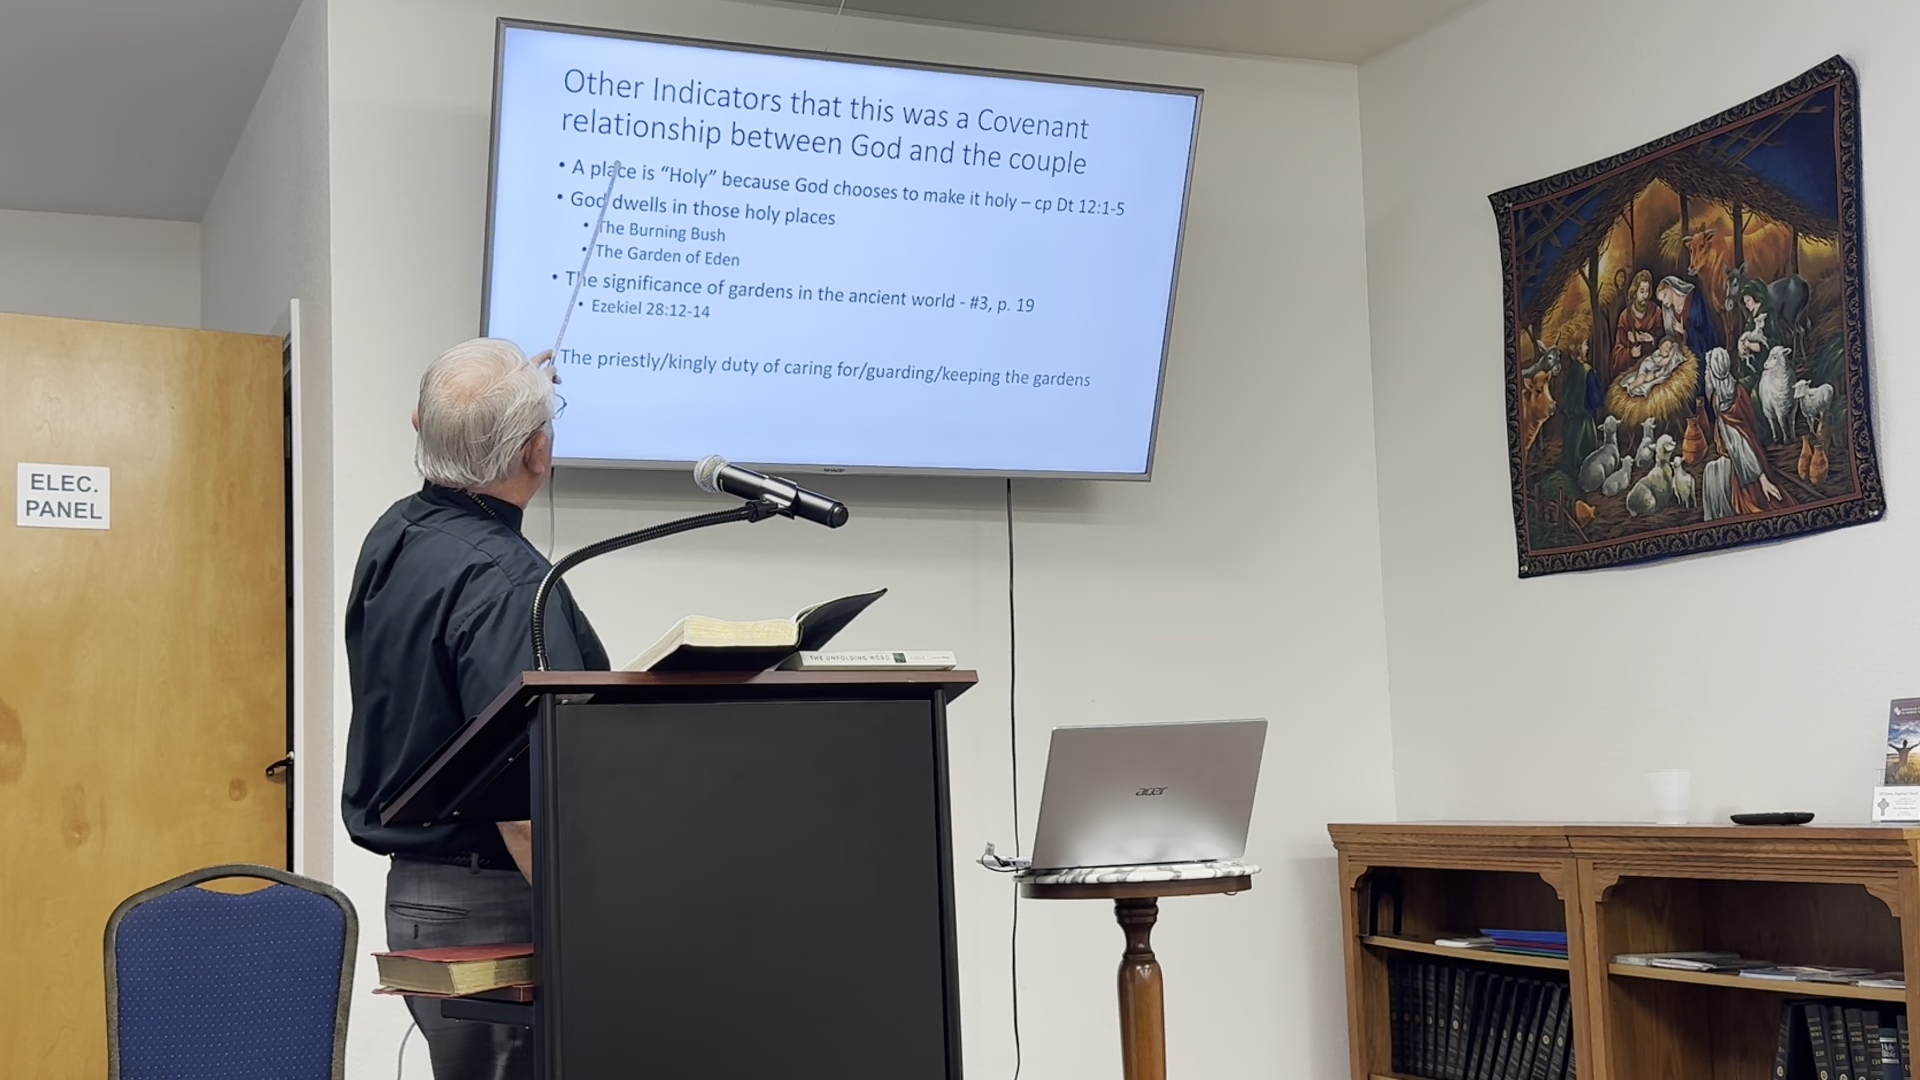 Other Indicators that this was a Covenant
relationship between God and the couple
• A place is “Holy” because God chooses to make it holy – cp Dt 12:1-5
• God dwells in those holy places
• The Burning Bush
• The Garden of Eden
• The significance of gardens in the ancient world - #3, p. 19
• Ezekiel 28:12-14
The priestly/kingly duty of caring for/guarding/keeping the gardens
SHARP
ELEC.
PANEL
THE UNFOLDING WORD
acer